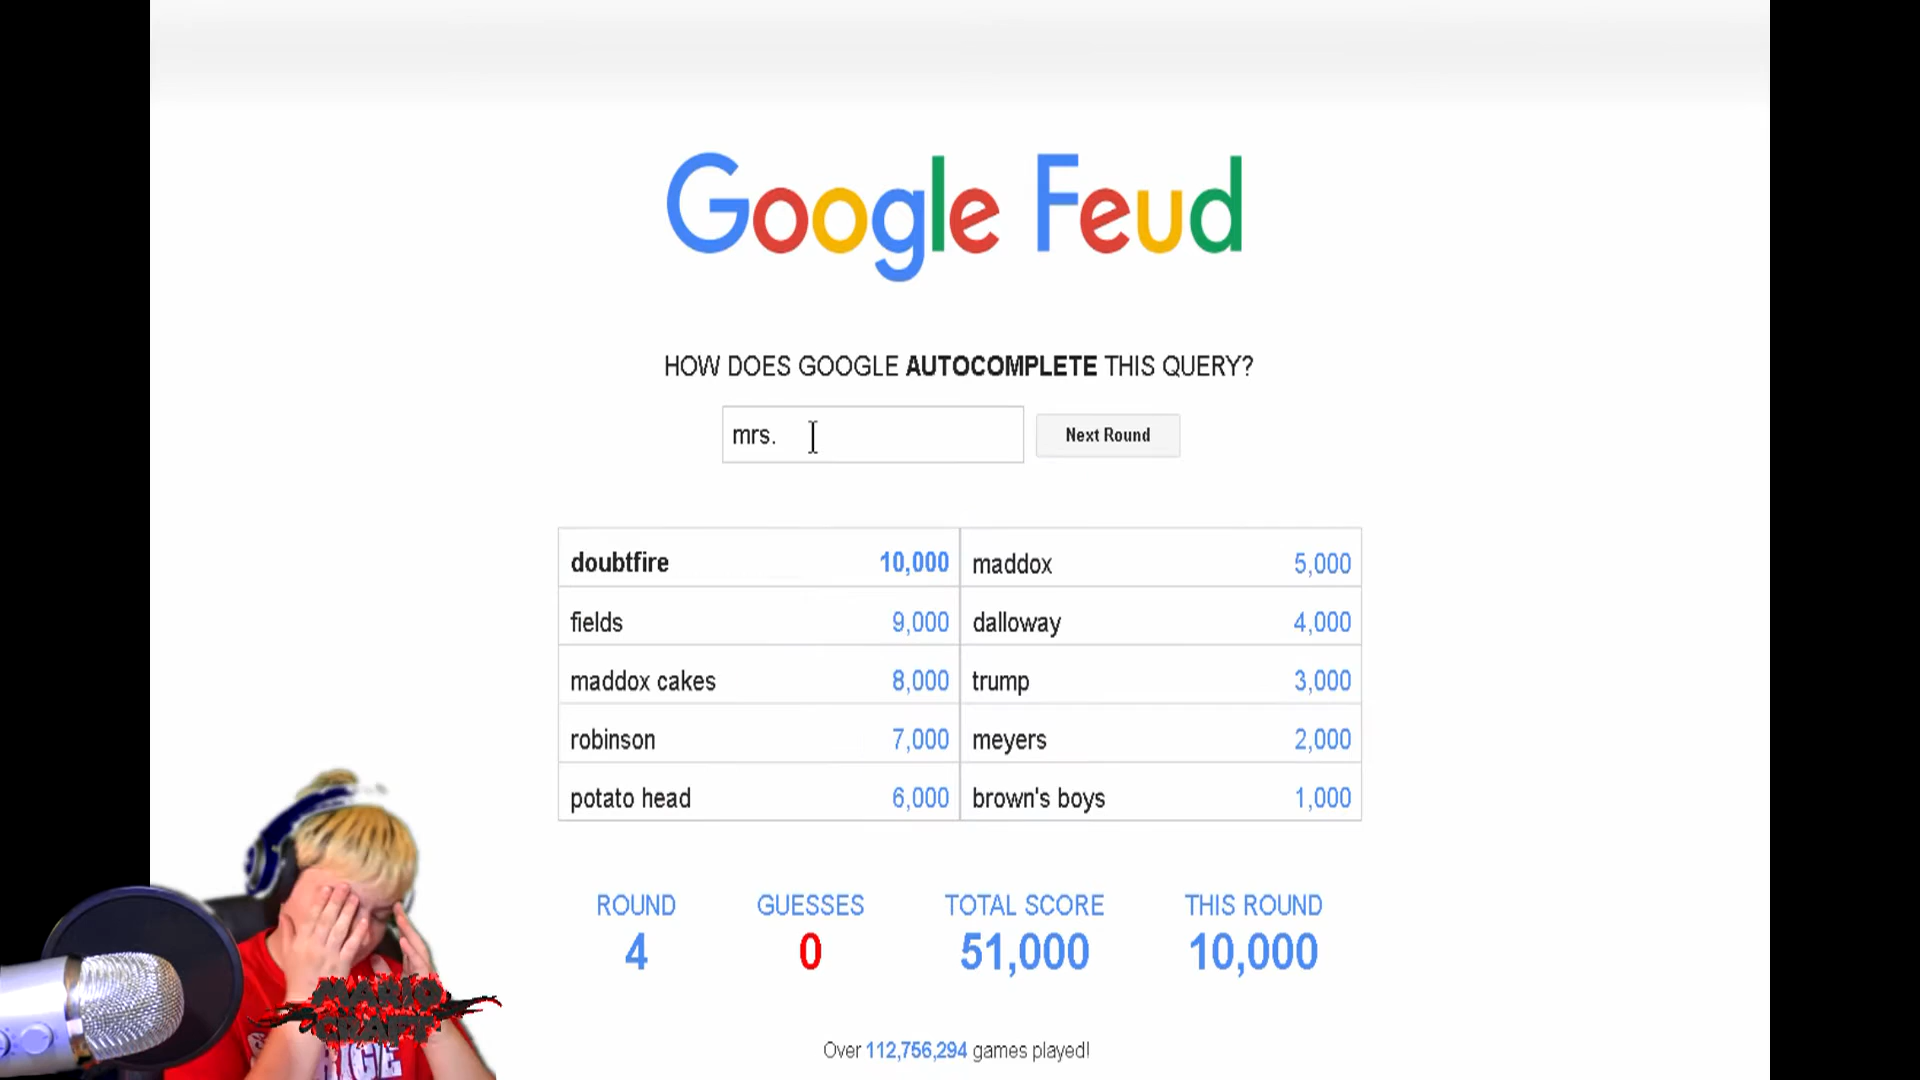 Google Feud
HOW DOES GOOGLE AUTOCOMPLETE THIS QUERY?
mrs.
Next Round
doubtfire 10,000 maddox 5,000
fields 9,000 dalloway 4,000
maddox cakes 8,000 trump 3,000
robinson 7,000 meyers 2,000
potato head 6,000 brown's boys 1,000
ROUND GUESSES TOTAL SCORE THIS ROUND
4 0 51,000 10,000
MARIO
CRAFT
RICE
Over 112,756,294 games played!